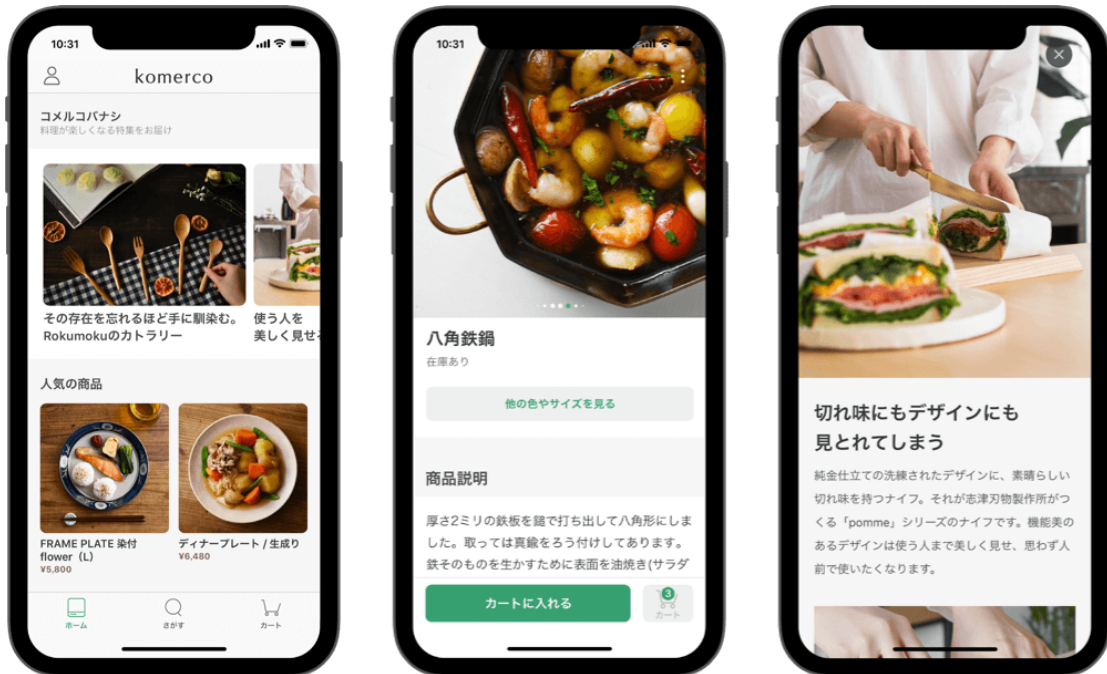 10:31
komerco
コメルコバナシ
料理が楽しくなる特集をお届け
その存在を忘れるほど手に馴染む。
Rokumokuのカトラリー
使う人を
美しく見せ
人気の商品
FRAME PLATE 染付
flower（L）
¥5,800
ディナープレート / 生成り
¥6,480
ホーム
さがす
カート
10:31
八角鉄鍋
在庫あり
他の色やサイズを見る
商品説明
厚さ2ミリの鉄板を鎚で打ち出して八角形にしま
した。取っては真鍮をろう付けしてあります。
鉄そのものを生かすために表面を油焼き(サラダ
カートに入れる
3
カート
切れ味にもデザインにも
見とれてしまう
純金仕立ての洗練されたデザインに、素晴らしい
切れ味を持つナイフ。それが志津刃物製作所がつ
くる「pomme」シリーズのナイフです。機能美の
あるデザインは使う人まで美しく見せ、思わず人
前で使いたくなります。